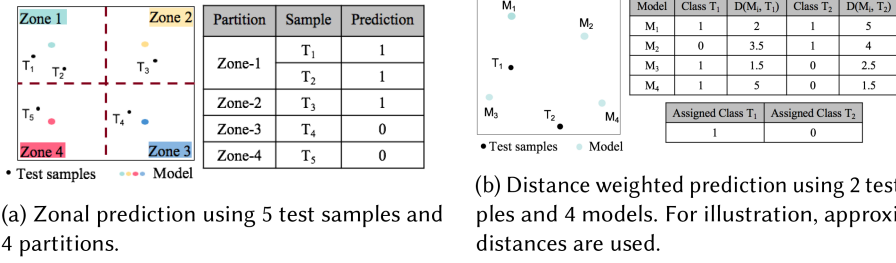 Zone 1
Zone 2
T1
T2
T3
T5
T4
Zone 4
Zone 3
• Test samples
Model
Partition Sample Prediction
Zone-1 T1 1
T2 1
Zone-2 T3 1
Zone-3 T4 0
Zone-4 T5 0
(a) Zonal prediction using 5 test samples and
4 partitions.
M1
M2
T1
M3
T2
M4
• Test samples
Model
Model Class T1 D(Mi, T1) Class T2 D(Mi, T2)
M1 1 2 1 5
M2 0 3.5 1 4
M3 1 1.5 0 2.5
M4 1 5 0 1.5
Assigned Class T1 Assigned Class T2
1 0
(b) Distance weighted prediction using 2 test
ples and 4 models. For illustration, approxi
distances are used.